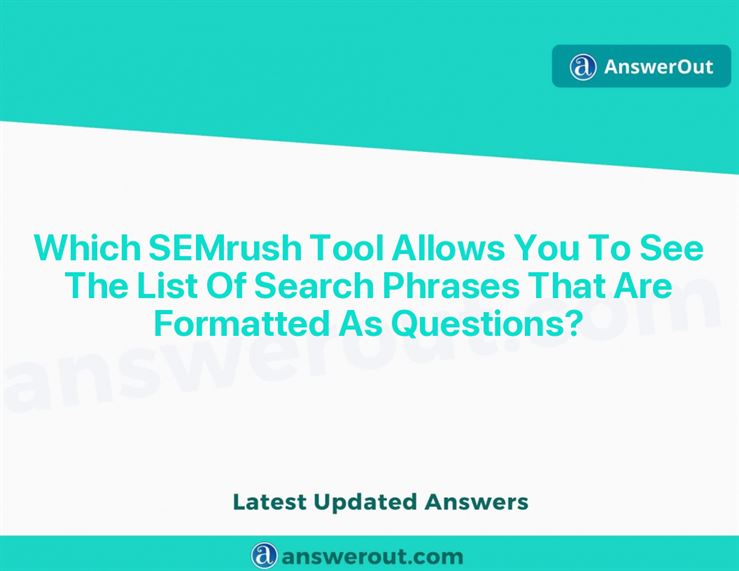 a AnswerOut
Which SEMrush Tool Allows You To See
The List Of Search Phrases That Are
Formatted As Questions?
answerout.com
Latest Updated Answers
a answerout.com